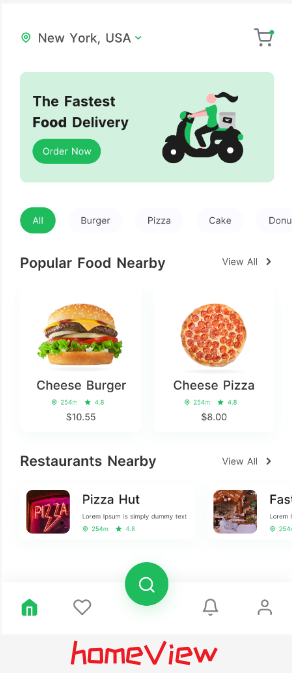 New York, USA
The Fastest
Food Delivery
Order Now
All Burger Pizza Cake Donu
Popular Food Nearby View All
Cheese Burger
254m 4.8
$10.55
Cheese Pizza
254m 4.8
$8.00
Restaurants Nearby View All
PIZZA
Pizza Hut
Lorem Ipsum is simply dummy text
254m 4.8
Fas
Lorem
254
homeView